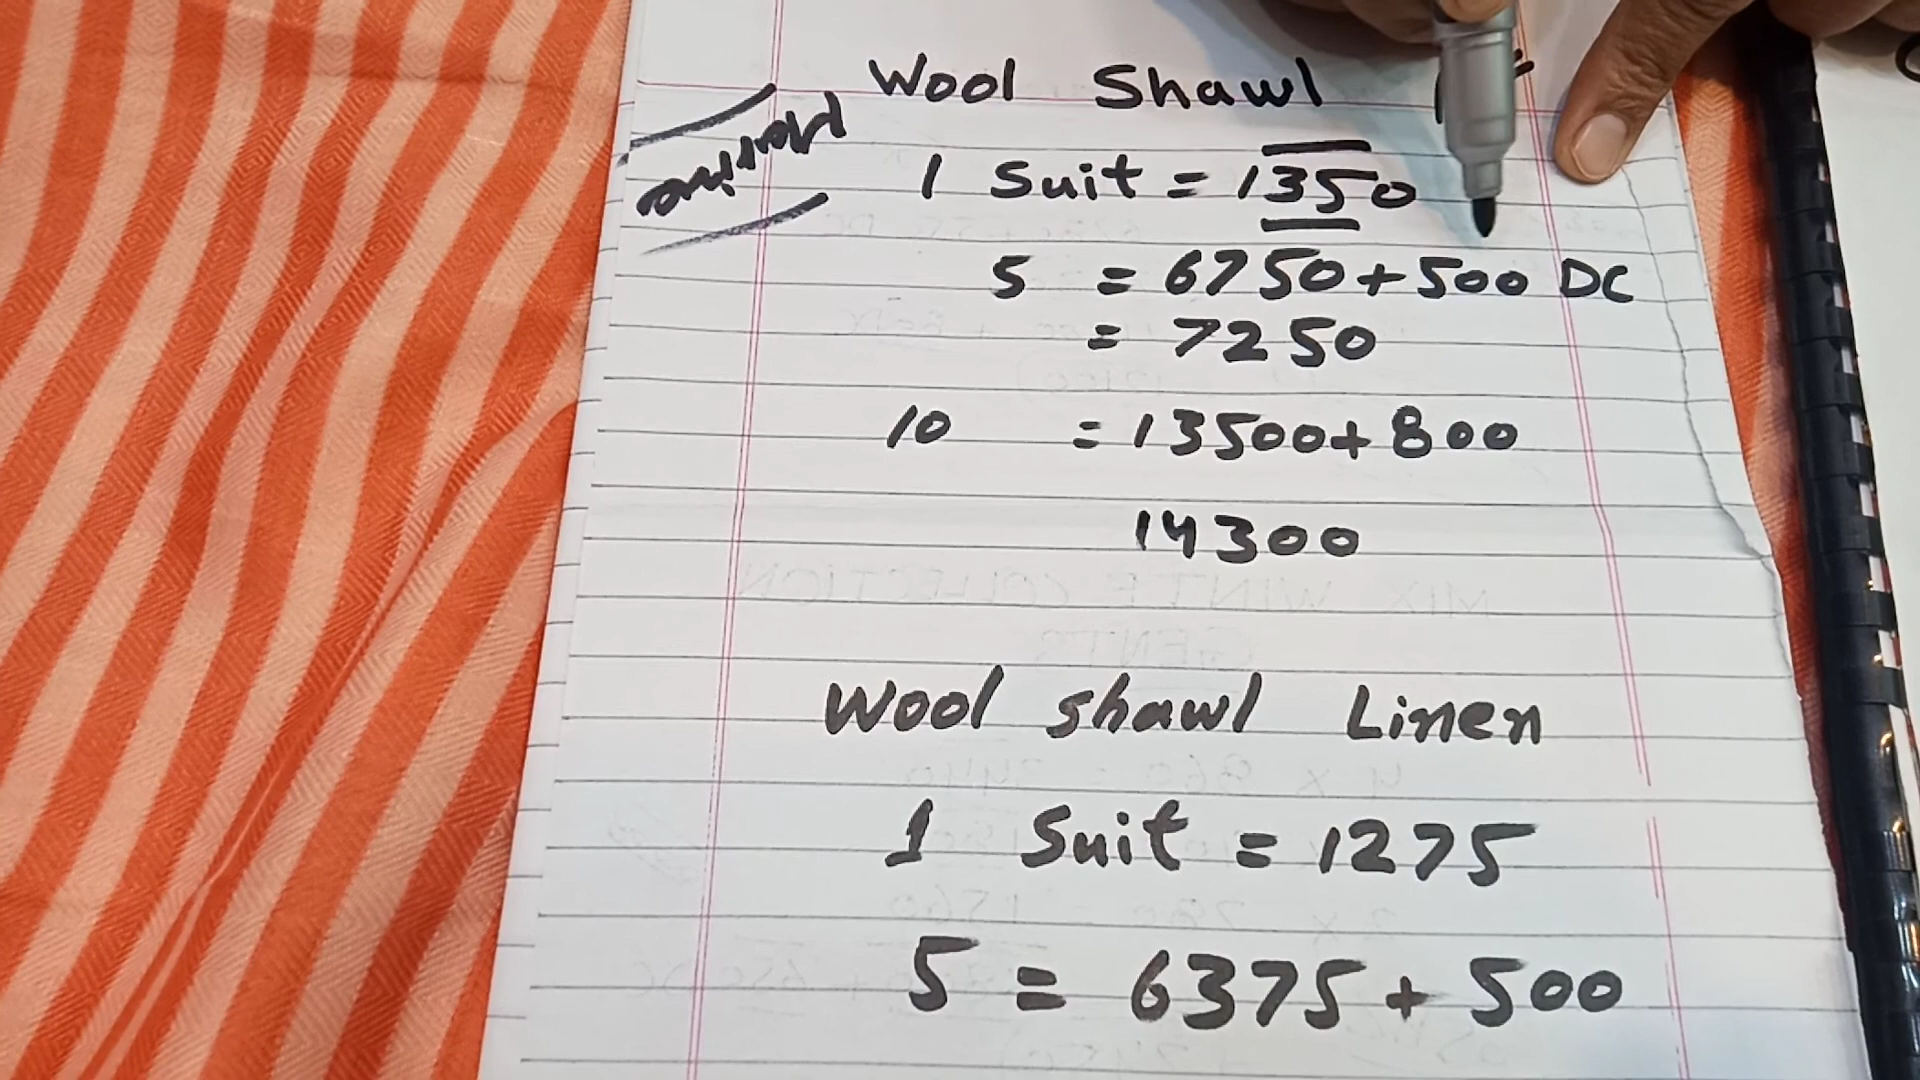 Wool Shawl
1 Suit = 1350
5 = 6750 + 500 DC
= 7250
10 = 13500 + 800
14300
Wool Shawl Linen
1 Suit = 1275
5 = 6375 + 500